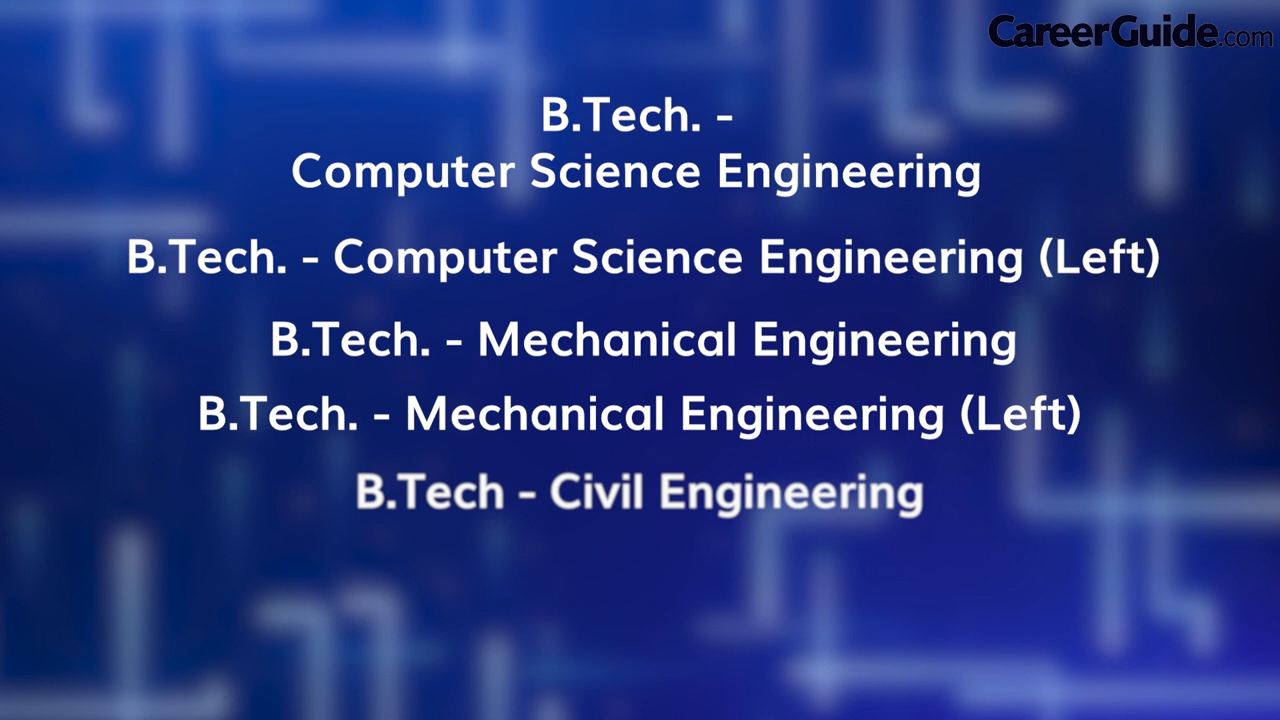 CareerGuide.com
B.Tech. -
Computer Science Engineering
B.Tech. - Computer Science Engineering (Left)
B.Tech. - Mechanical Engineering
B.Tech. - Mechanical Engineering (Left)
B.Tech - Civil Engineering